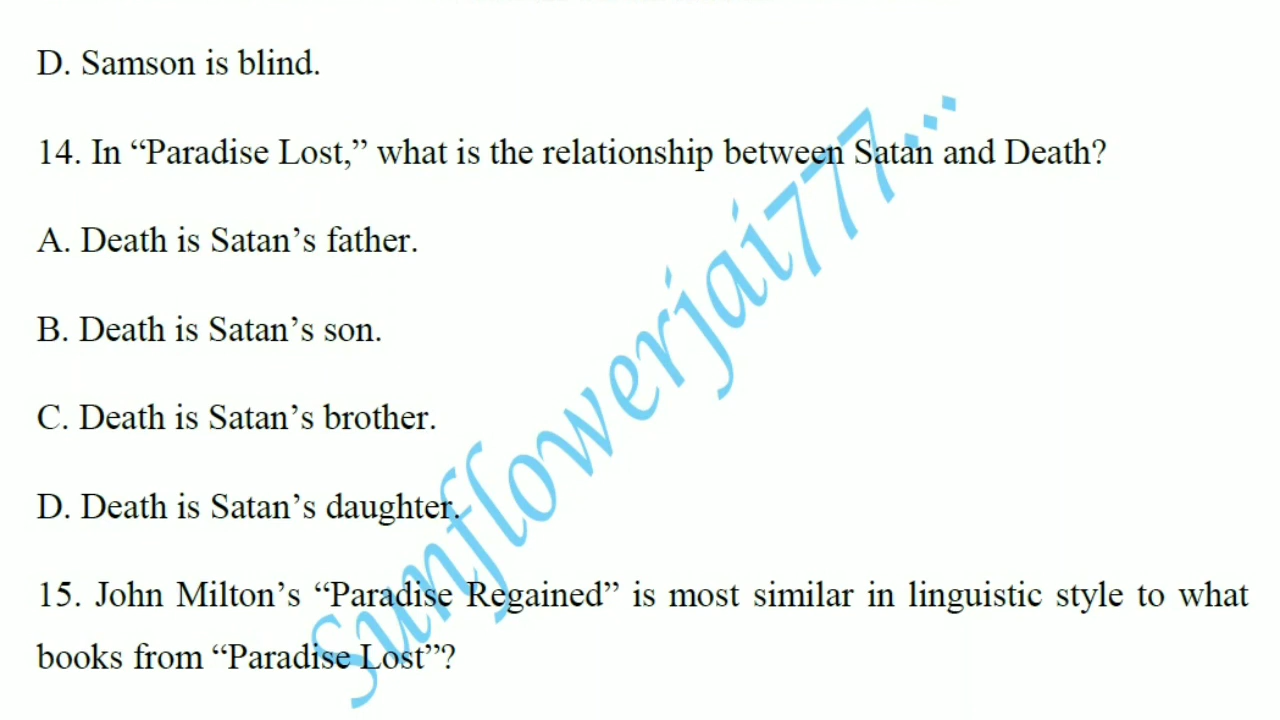 D. Samson is blind.
14. In “Paradise Lost,” what is the relationship between Satan and Death?
A. Death is Satan’s father.
B. Death is Satan’s son.
C. Death is Satan’s brother.
D. Death is Satan’s daughter.
15. John Milton’s “Paradise Regained” is most similar in linguistic style to what
books from “Paradise Lost”?
Sunflowerjai777...